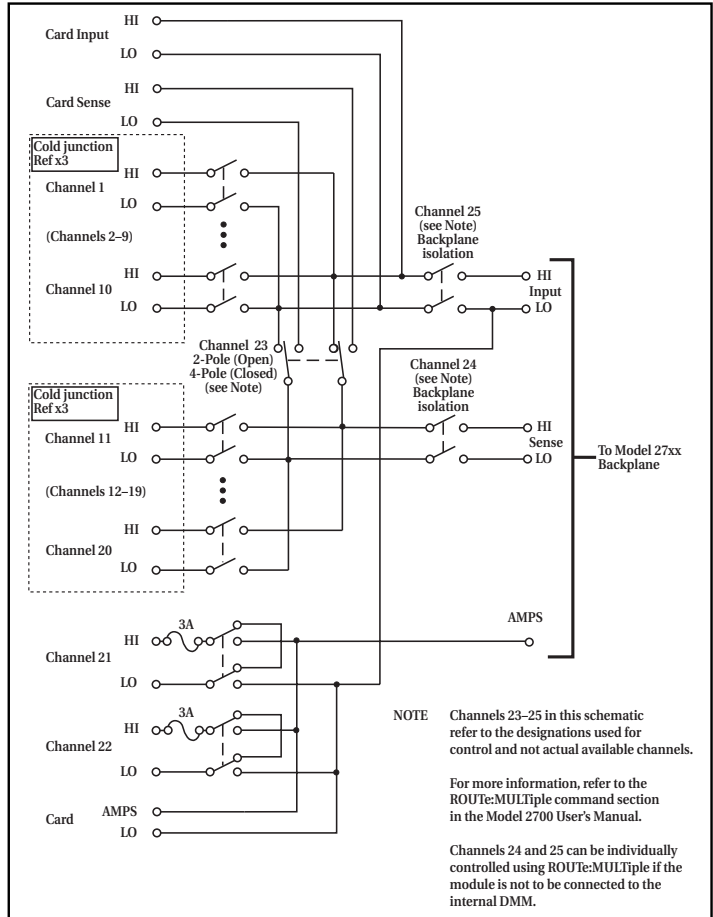 HI
Card Input
LO
HI
Card Sense
LO
Cold junction
Ref x3
HI
Channel 1
LO
(Channels 2–9)
HI
Channel 10
LO
Channel 25
(see Note)
Backplane
isolation
HI
Input
LO
Channel 23
2-Pole (Open)
4-Pole (Closed)
(see Note)
Channel 24
(see Note)
Backplane
isolation
Cold junction
Ref x3
HI
Channel 11
LO
(Channels 12–19)
HI
Channel 20
LO
HI
Sense
LO
To Model 27xx
Backplane
AMPS
3A
HI
Channel 21
LO
3A
HI
Channel 22
LO
AMPS
Card
LO
NOTE Channels 23–25 in this schematic
refer to the designations used for
control and not actual available channels.
For more information, refer to the
ROUTe:MULTiple command section
in the Model 2700 User's Manual.
Channels 24 and 25 can be individually
controlled using ROUTe:MULTiple if the
module is not to be connected to the
internal DMM.